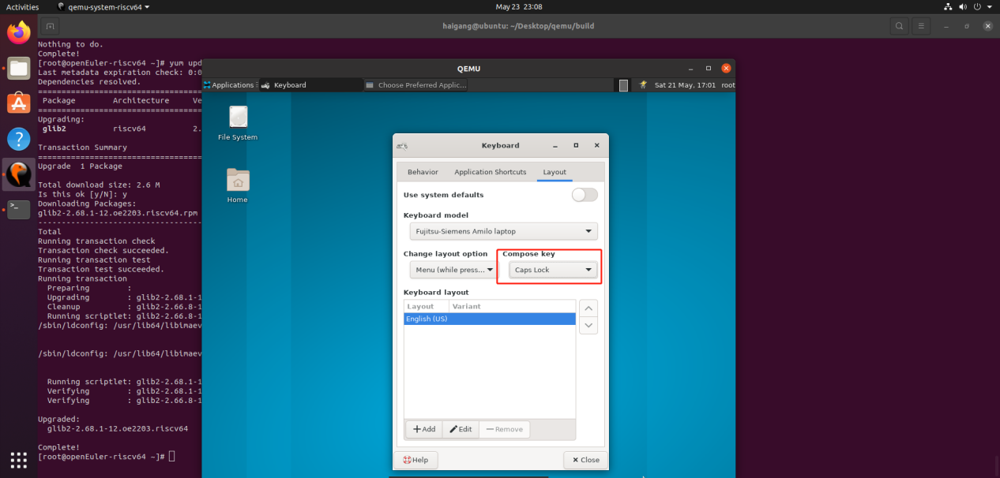 Activities
qemu-system-riscv64
May 23 23:08
haigang@ubuntu: ~/Desktop/qemu/build
Nothing to do.
Complete!
[root@openEuler-riscv64 ~]# yum upd
Last metadata expiration check: 0:0
Dependencies resolved.
================================
Package Architecture Ve
================================
Upgrading:
glib2 riscv64 2.
Transaction Summary
================================
Upgrade 1 Package
Total download size: 2.6 M
Is this ok [y/N]: y
Downloading Packages:
glib2-2.68.1-12.oe2203.riscv64.rpm
--------------------------------
Total
Running transaction check
Transaction check succeeded.
Running transaction test
Transaction test succeeded.
Running transaction
Preparing :
Upgrading : glib2-2.68.1-1
Cleanup : glib2-2.66.8-1
Running scriptlet: glib2-2.66.8-1
/sbin/ldconfig: /usr/lib64/libimaev
/sbin/ldconfig: /usr/lib64/libimaev
Running scriptlet: glib2-2.68.1-1
Verifying : glib2-2.68.1-1
Verifying : glib2-2.66.8-1
Upgraded:
glib2-2.68.1-12.oe2203.riscv64
Complete!
[root@openEuler-riscv64 ~]#
QEMU
Applications
Keyboard
Choose Preferred Applic...
Sat 21 May, 17:01
root
File System
Home
Keyboard
Behavior
Application Shortcuts
Layout
Use system defaults
Keyboard model
Fujitsu-Siemens Amilo laptop
Change layout option
Compose key
Menu (while press...
Caps Lock
Keyboard layout
Layout Variant
English (US)
Add
Edit
Remove
Help
Close